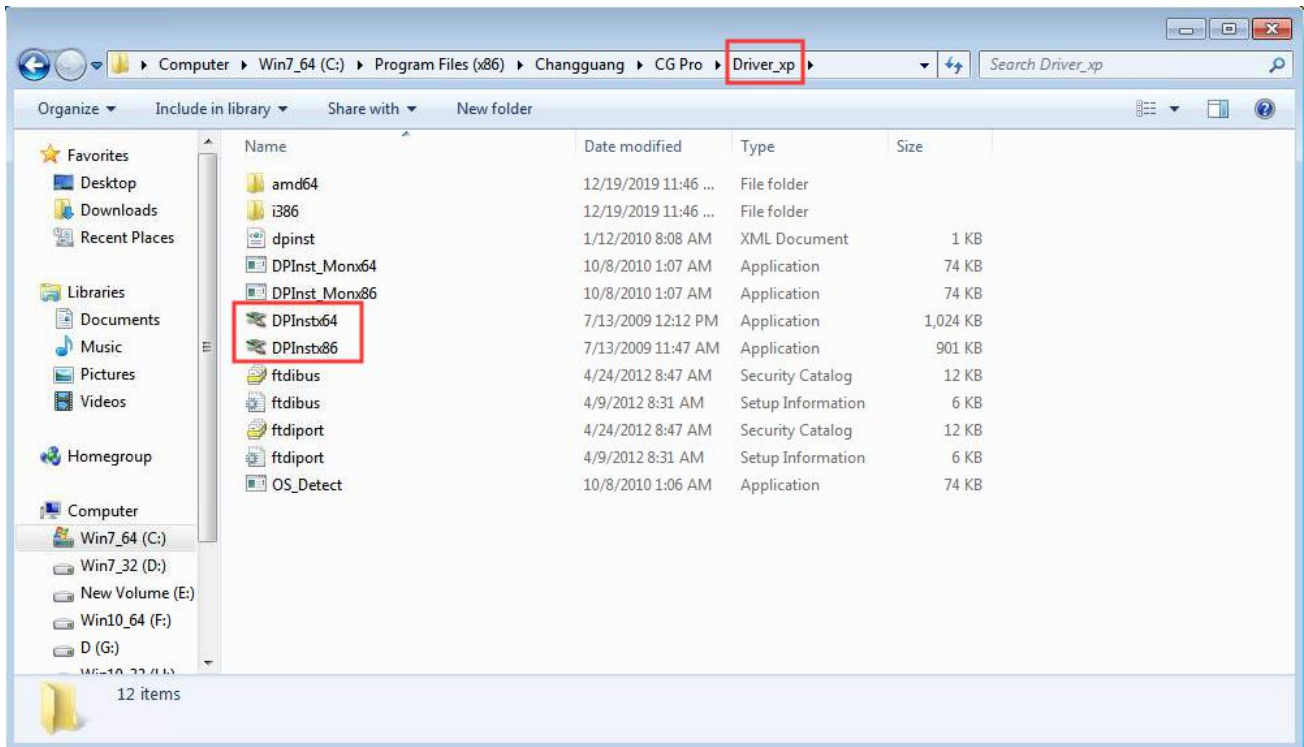 Computer Win7_64 (C:) Program Files (x86) Changguang CG Pro Driver_xp Search Driver_xp
Organize Include in library Share with New folder
Favorites
Desktop
Downloads
Recent Places
Libraries
Documents
Music
Pictures
Videos
Homegroup
Computer
Win7_64 (C:)
Win7_32 (D:)
New Volume (E:)
Win10_64 (F:)
D (G:)
Name Date modified Type Size
amd64 12/19/2019 11:46 ... File folder
i386 12/19/2019 11:46 ... File folder
dpinst 1/12/2010 8:08 AM XML Document 1 KB
DPInst_Monx64 10/8/2010 1:07 AM Application 74 KB
DPInst_Monx86 10/8/2010 1:07 AM Application 74 KB
DPInstx64 7/13/2009 12:12 PM Application 1,024 KB
DPInstx86 7/13/2009 11:47 AM Application 901 KB
ftdibus 4/24/2012 8:47 AM Security Catalog 12 KB
ftdibus 4/9/2012 8:31 AM Setup Information 6 KB
ftdiport 4/24/2012 8:47 AM Security Catalog 12 KB
ftdiport 4/9/2012 8:31 AM Setup Information 6 KB
OS_Detect 10/8/2010 1:06 AM Application 74 KB
12 items